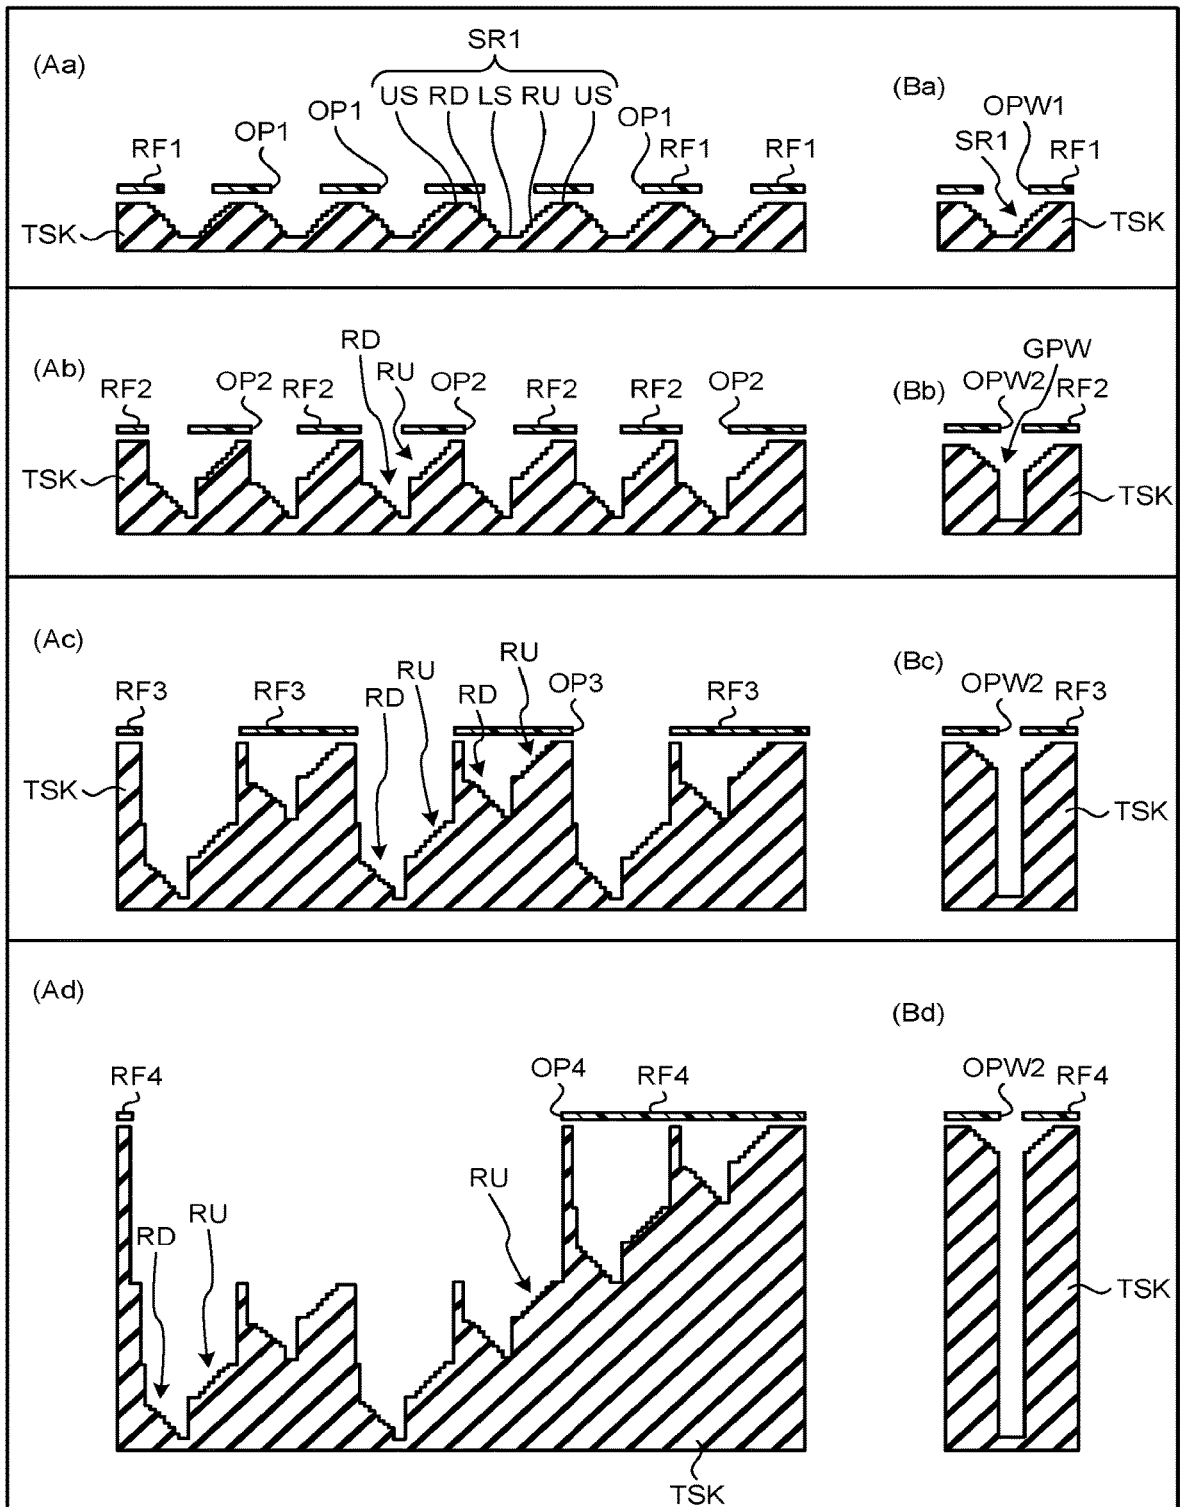 (Aa)
SR1
US RD LS RU US
RF1 OP1 OP1 OP1 RF1 RF1
TSK
(Ba)
OPW1
SR1 RF1
TSK
(Ab)
RD
RU
RF2 OP2 RF2 OP2 RF2 RF2 OP2
TSK
(Bb)
GPW
OPW2 RF2
TSK
(Ac)
RU
RU
RF3 RF3 RD RD OP3 RF3
TSK
(Bc)
OPW2 RF3
TSK
(Ad)
RF4 OP4 RF4
RD RU RU
TSK
(Bd)
OPW2 RF4
TSK